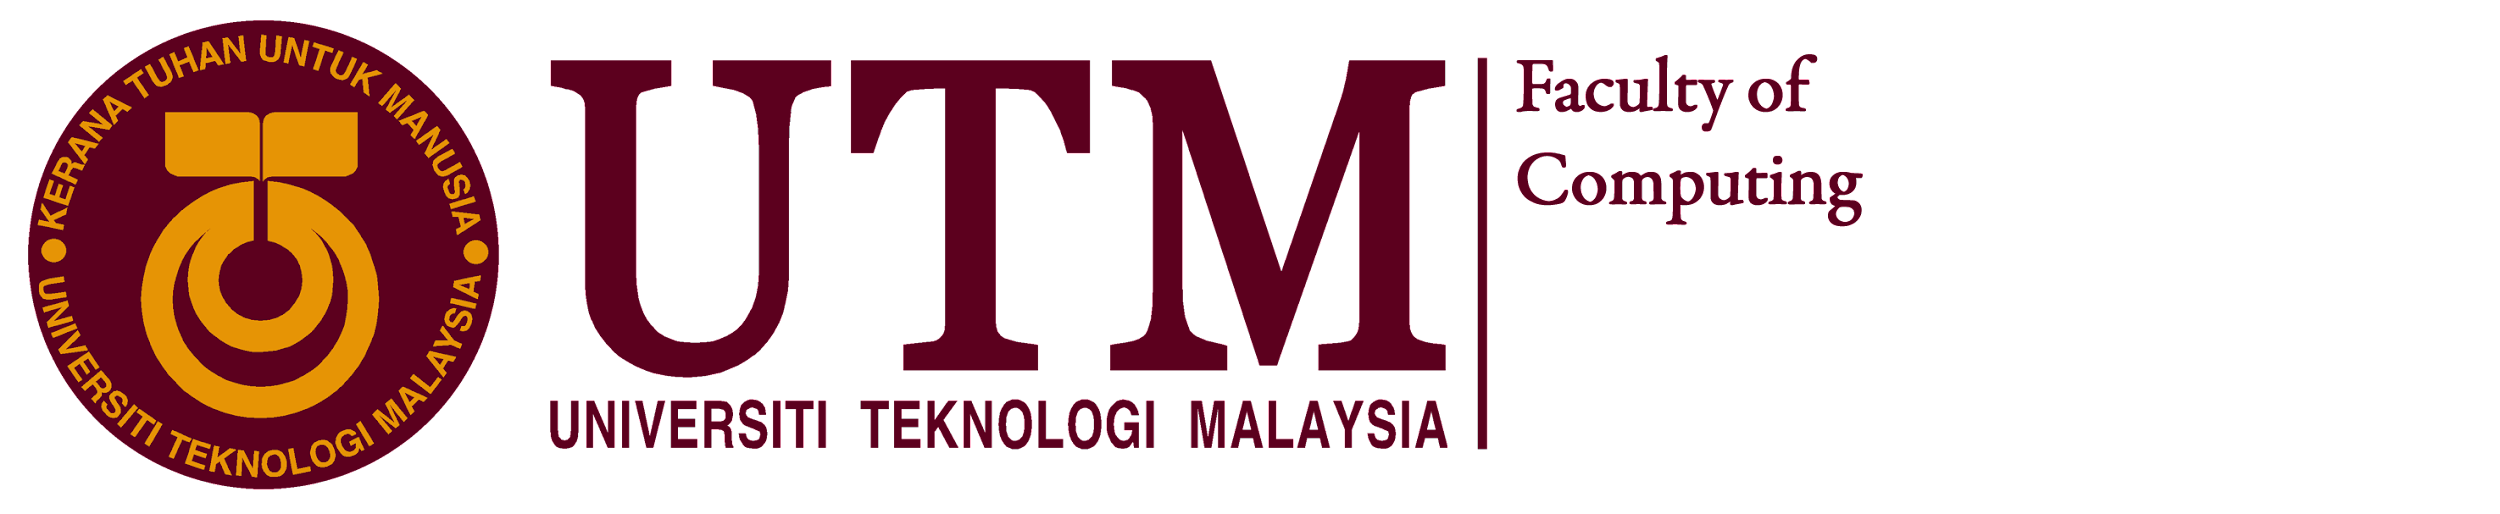 KERANA TUHAN UNTUK MANUSIA
UNIVERSITI TEKNOLOGI MALAYSIA
UTM
UNIVERSITI TEKNOLOGI MALAYSIA
Faculty of
Computing